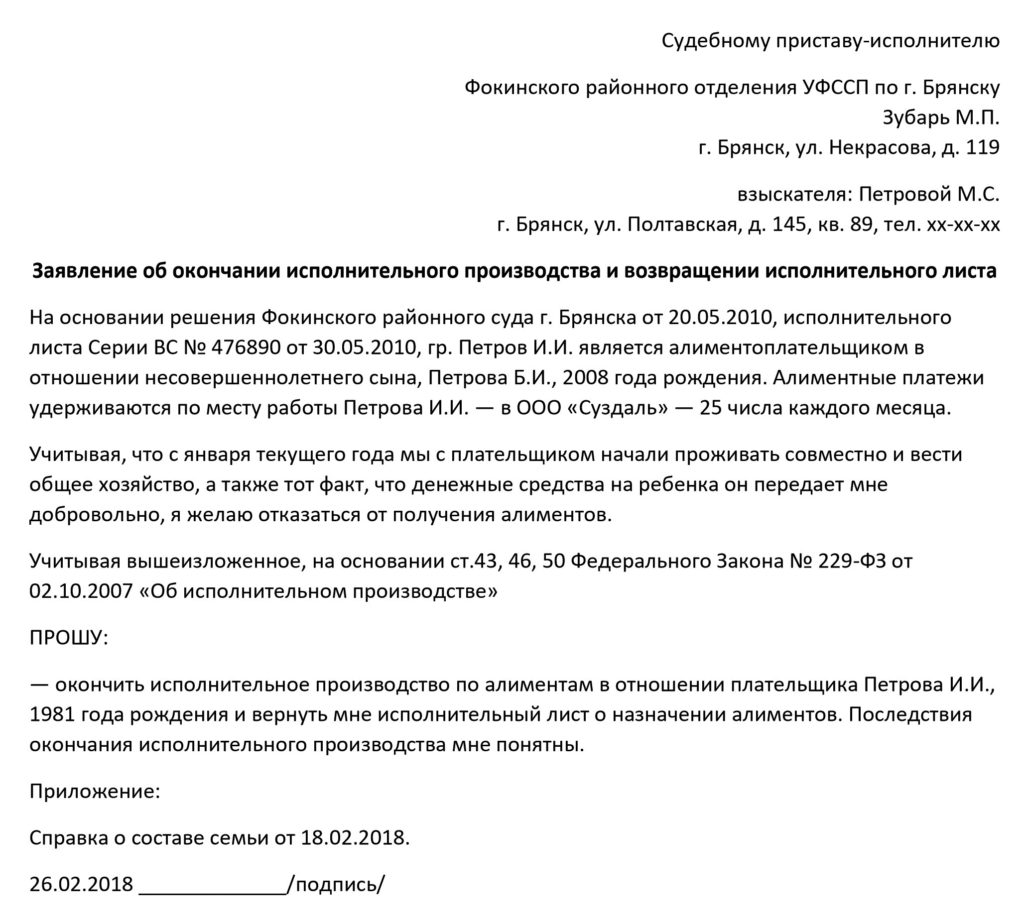 Судебному приставу-исполнителю
Фокинского районного отделения УФССП по г. Брянску
Зубарь М.П.
г. Брянск, ул. Некрасова, д. 119
взыскателя: Петровой М.С.
г. Брянск, ул. Полтавская, д. 145, кв. 89, тел. хх-хх-хх
Заявление об окончании исполнительного производства и возвращении исполнительного листа
На основании решения Фокинского районного суда г. Брянска от 20.05.2010, исполнительного
листа Серии ВС № 476890 от 30.05.2010, гр. Петров И.И. является алиментоплательщиком в
отношении несовершеннолетнего сына, Петрова Б.И., 2008 года рождения. Алиментные платежи
удерживаются по месту работы Петрова И.И. — в ООО «Суздаль» — 25 числа каждого месяца.
Учитывая, что с января текущего года мы с плательщиком начали проживать совместно и вести
общее хозяйство, а также тот факт, что денежные средства на ребенка он передает мне
добровольно, я желаю отказаться от получения алиментов.
Учитывая вышеизложенное, на основании ст.43, 46, 50 Федерального Закона № 229-ФЗ от
02.10.2007 «Об исполнительном производстве»
ПРОШУ:
— окончить исполнительное производство по алиментам в отношении плательщика Петрова И.И.,
1981 года рождения и вернуть мне исполнительный лист о назначении алиментов. Последствия
окончания исполнительного производства мне понятны.
Приложение:
Справка о составе семьи от 18.02.2018.
26.02.2018 _____________/подпись/